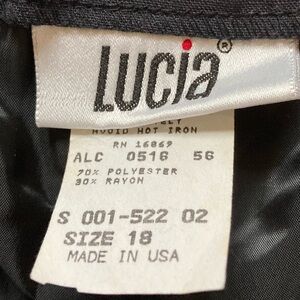 Lucia®
AVOID HOT IRON
RN 16869
ALC 0516 56
70% POLYESTER
30% RAYON
S 001-522 02
SIZE 18
MADE IN USA